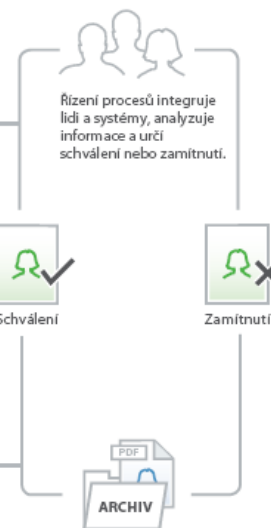 Řízení procesů integruje
lidi a systémy, analyzuje
informace a určí
schválení nebo zamítnutí.
Schválení
Zamítnutí
PDF
ARCHIV